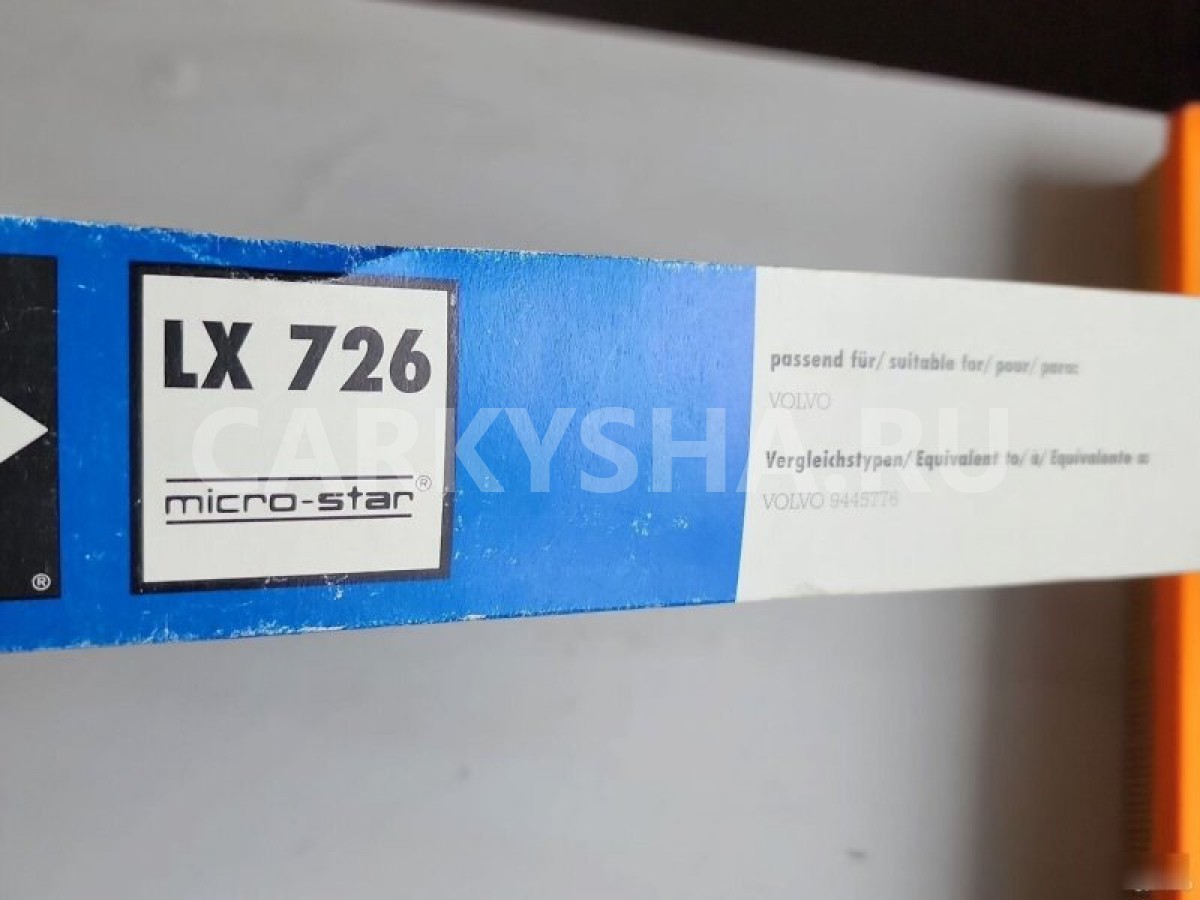 LX 726
micro-star®
®
passend für/ suitable for/ pour/ para:
VOLVO
Vergleichstypen/ Equivalent to/ à/ Equivalente a:
VOLVO 9445776
CARKYSHA.RU